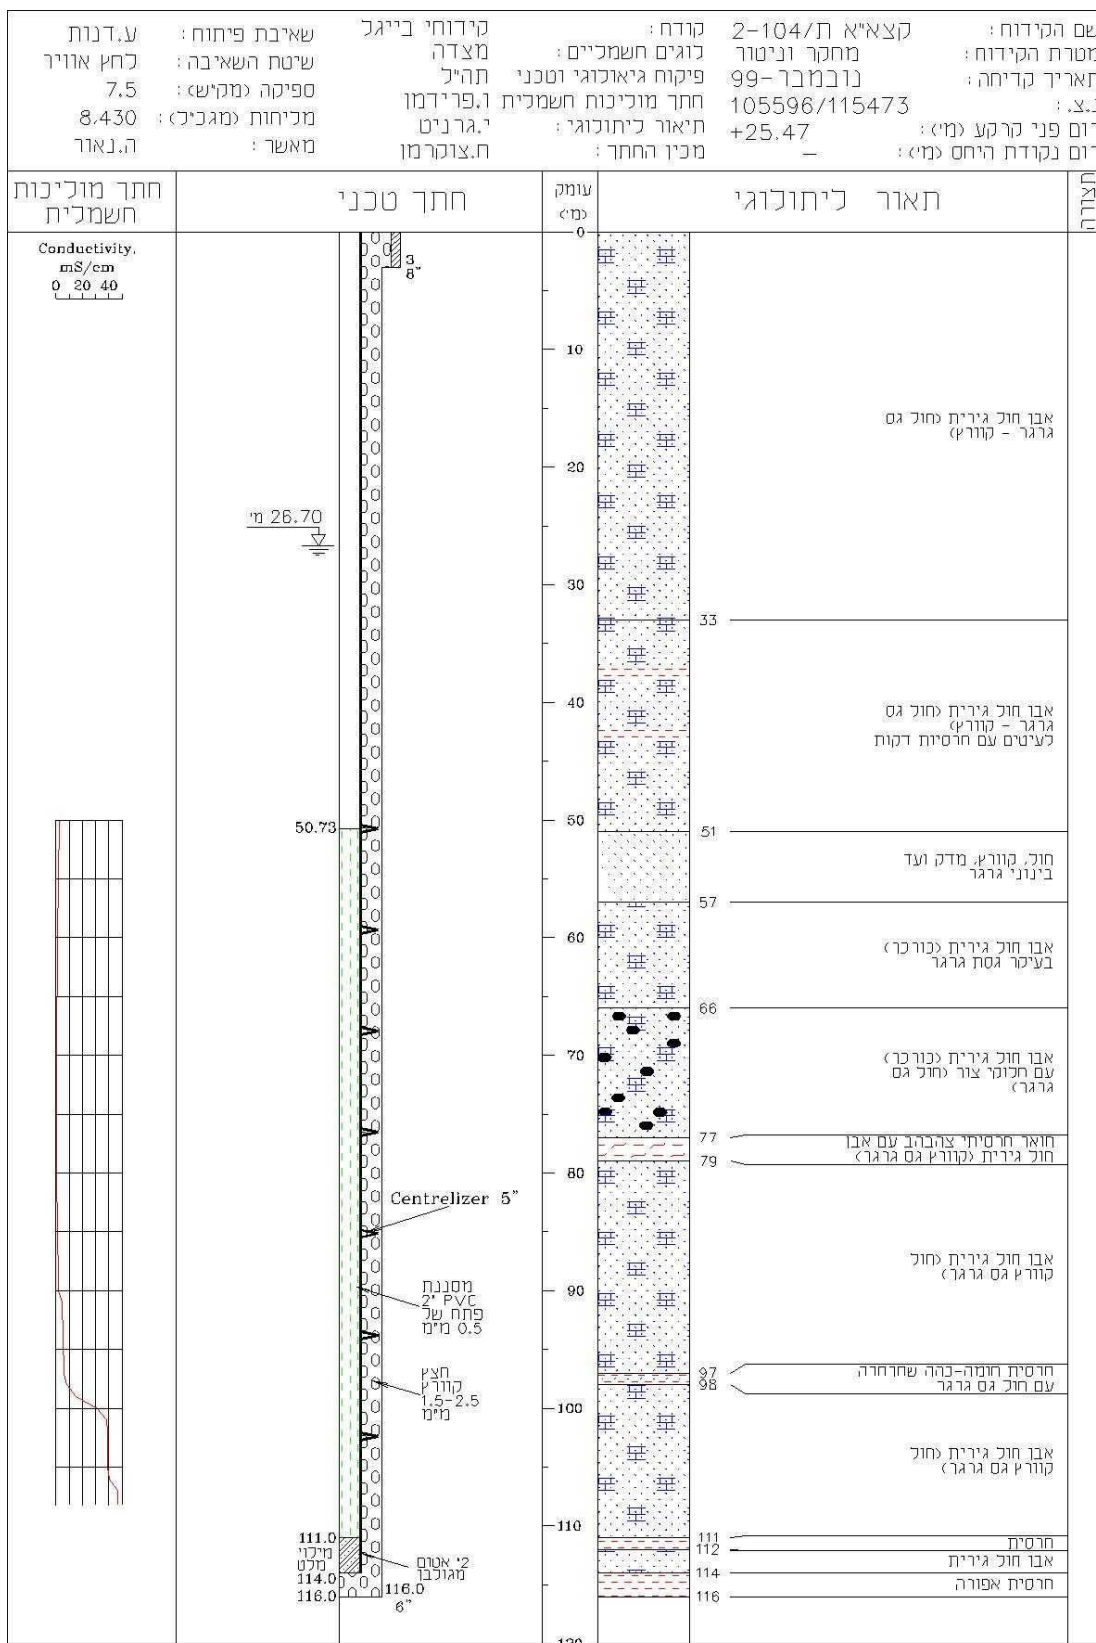 שם הקידוח : קצא״א ת/104-2
מטרת הקידוח : מחקר וניטור
תאריך קדיחה : נובמבר-99
נ.צ. : 105596/115473
רום פני קרקע (מ׳) : +25.47
רום נקודת היחס (מ׳) : –
קודח : קידוחי בייגל
לוגים חשמליים : מצדה
פיקוח גיאולוגי וטכני תה״ל
חתך מוליכות חשמלית ו.פרידמן
תיאור ליתולוגי : י.גרניט
מכין החתך : ח.צוקרמן
שאיבת פיתוח : ע.דנות
שיטת השאיבה : לחץ אוויר
ספיקה (מק״ש) : 7.5
מליחות (מגכ״ל) : 8,430
מאשר : ה.נאור
תצורה
תאור ליתולוגי
עומק
(מ׳)
חתך טכני
חתך מוליכות
חשמלית
Conductivity,
mS/cm
0 20 40
0
10
20
30
40
50
60
70
80
90
100
110
120
3
8"
26.70 מ׳
50.73
Centrelizer 5"
מסננת
2" PVC
פתח של
0.5 מ״מ
חצץ
קוורץ
1.5-2.5
מ״מ
111.0
מילוי
מלט
114.0
116.0
2" אטום
מגולבן
116.0
6"
אבן חול גירית (חול גס
גרגר - קוורץ)
33
אבן חול גירית (חול גס
גרגר - קוורץ)
לעיטים עם חרסיות דקות
51
חול, קוורץ, מדק ועד
בינוני גרגר
57
אבן חול גירית (כורכר)
בעיקר גסת גרגר
66
אבן חול גירית (כורכר)
עם חלוקי צור (חול גס
גרגר)
77
חואר חרסיתי צהבהב עם אבן
חול גירית (קוורץ גס גרגר)
79
אבן חול גירית (חול
קוורץ גס גרגר)
97
חרסית חומה-כהה שחרחרה
עם חול גס גרגר
98
אבן חול גירית (חול
קוורץ גס גרגר)
111
חרסית
112
אבן חול גירית
114
חרסית אפורה
116